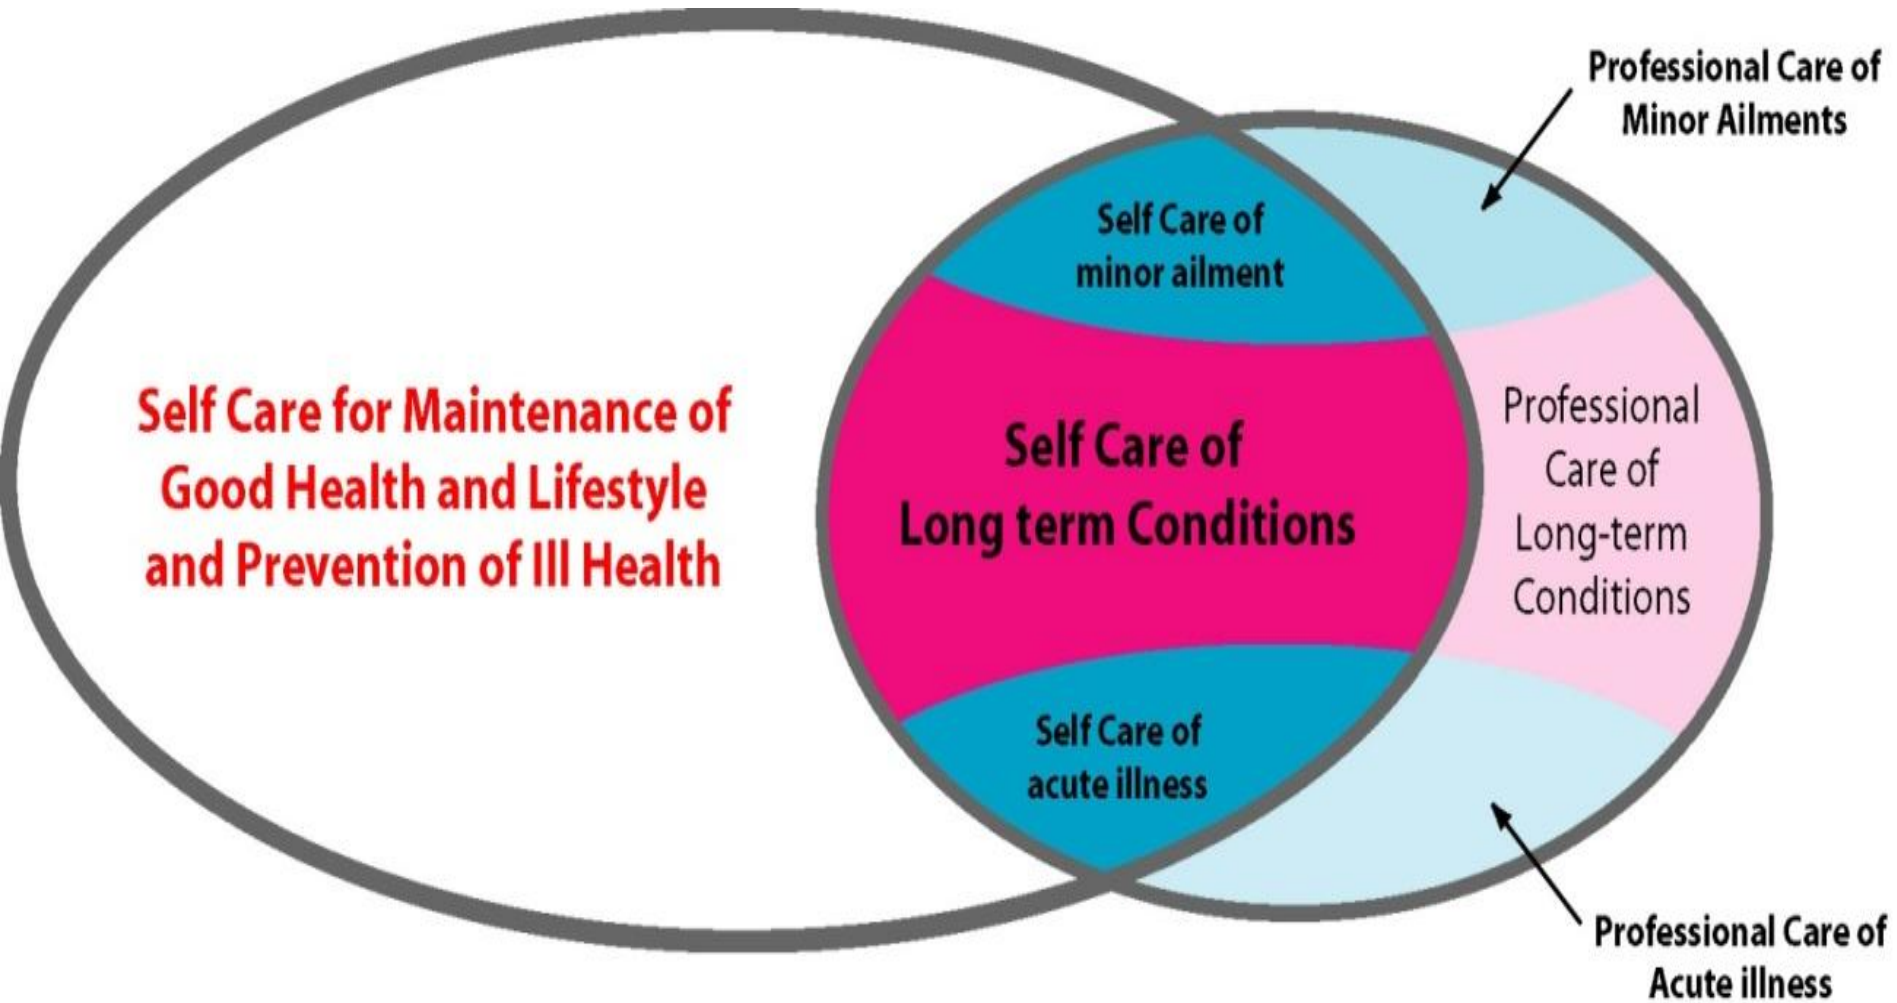 Professional Care of
Minor Ailments
Self Care of
minor ailment
Self Care for Maintenance of
Good Health and Lifestyle
and Prevention of Ill Health
Self Care of
Long term Conditions
Professional
Care of
Long-term
Conditions
Self Care of
acute illness
Professional Care of
Acute illness